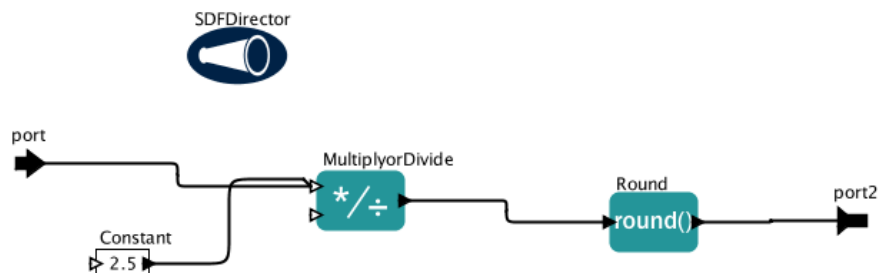 SDFDirector
port
MultiplyorDivide
*/÷
Round
round()
port2
Constant
2.5